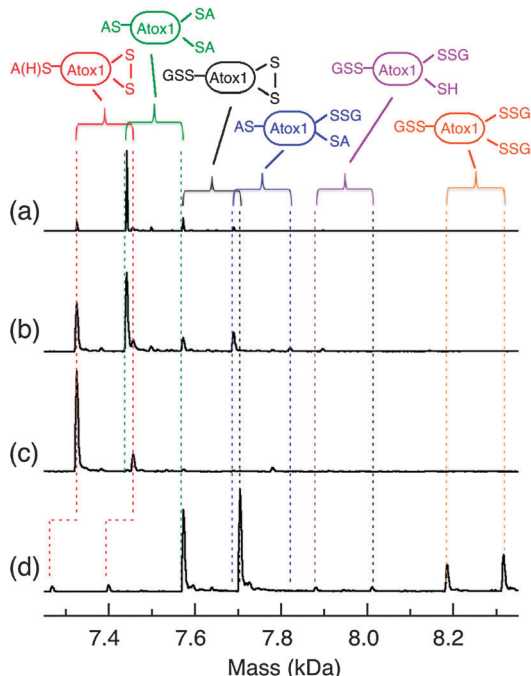 AS
SA
Atox1
SA
A(H)S
Atox1
S
S
GSS
Atox1
S
S
AS
Atox1
SSG
SA
GSS
Atox1
SSG
SH
GSS
Atox1
SSG
SSG
(a)
(b)
(c)
(d)
7.4 7.6 7.8 8.0 8.2
Mass (kDa)